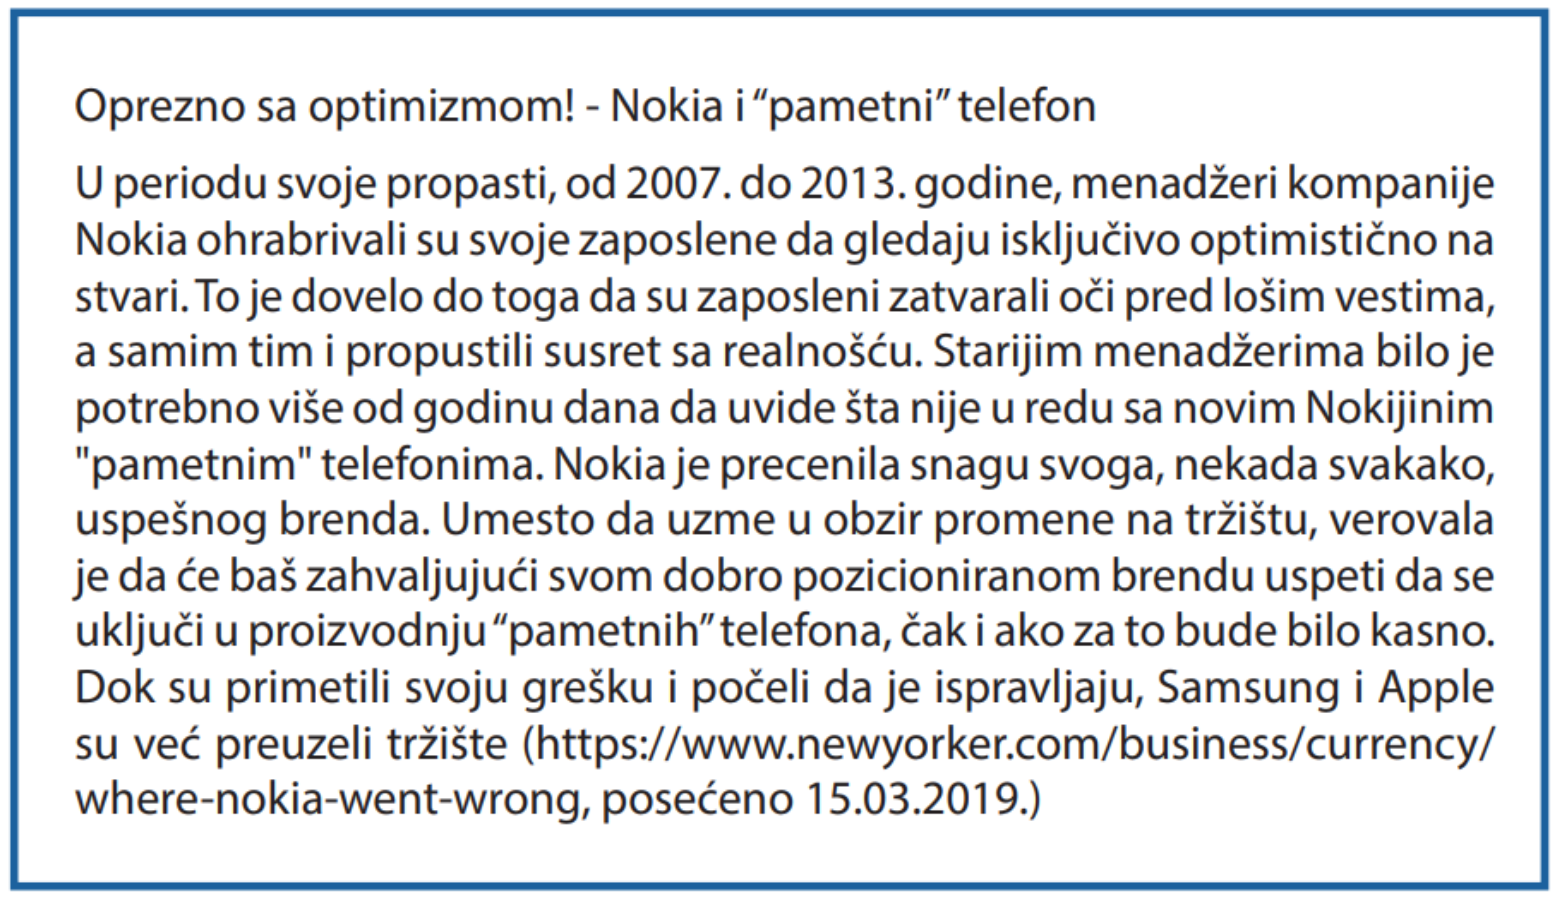 Oprezno sa optimizmom! - Nokia i “pametni” telefon
U periodu svoje propasti, od 2007. do 2013. godine, menadžeri kompanije
Nokia ohrabrivali su svoje zaposlene da gledaju isključivo optimistično na
stvari. To je dovelo do toga da su zaposleni zatvarali oči pred lošim vestima,
a samim tim i propustili susret sa realnošću. Starijim menadžerima bilo je
potrebno više od godinu dana da uvide šta nije u redu sa novim Nokijinim
"pametnim" telefonima. Nokia je precenila snagu svoga, nekada svakako,
uspešnog brenda. Umesto da uzme u obzir promene na tržištu, verovala
je da će baš zahvaljujući svom dobro pozicioniranom brendu uspeti da se
uključi u proizvodnju “pametnih” telefona, čak i ako za to bude bilo kasno.
Dok su primetili svoju grešku i počeli da je ispravljaju, Samsung i Apple
su već preuzeli tržište (https://www.newyorker.com/business/currency/
where-nokia-went-wrong, posećeno 15.03.2019.)